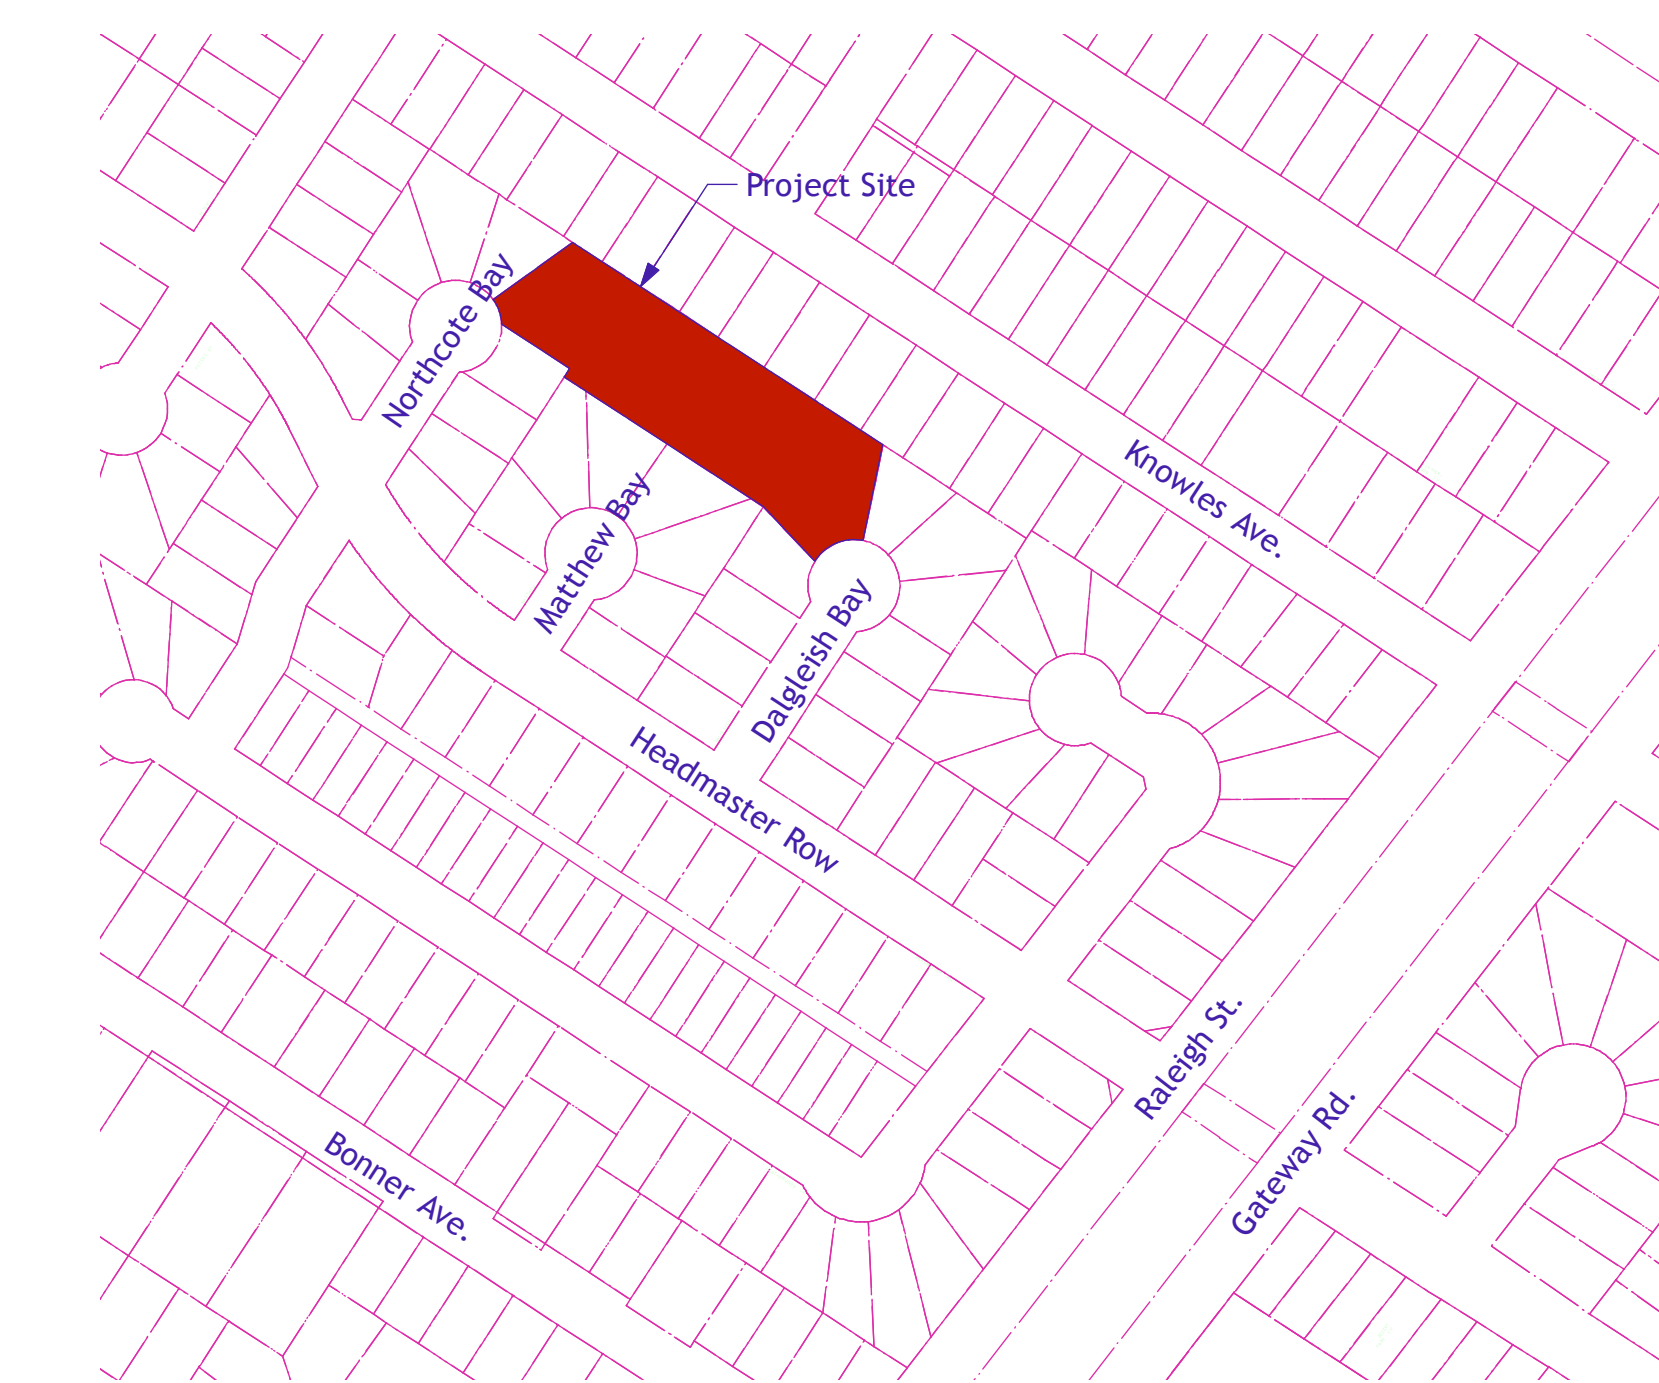 Project Site
Northcote Bay
Knowles Ave.
Matthew Bay
Dalgleish Bay
Headmaster Row
Raleigh St.
Gateway Rd.
Bonner Ave.